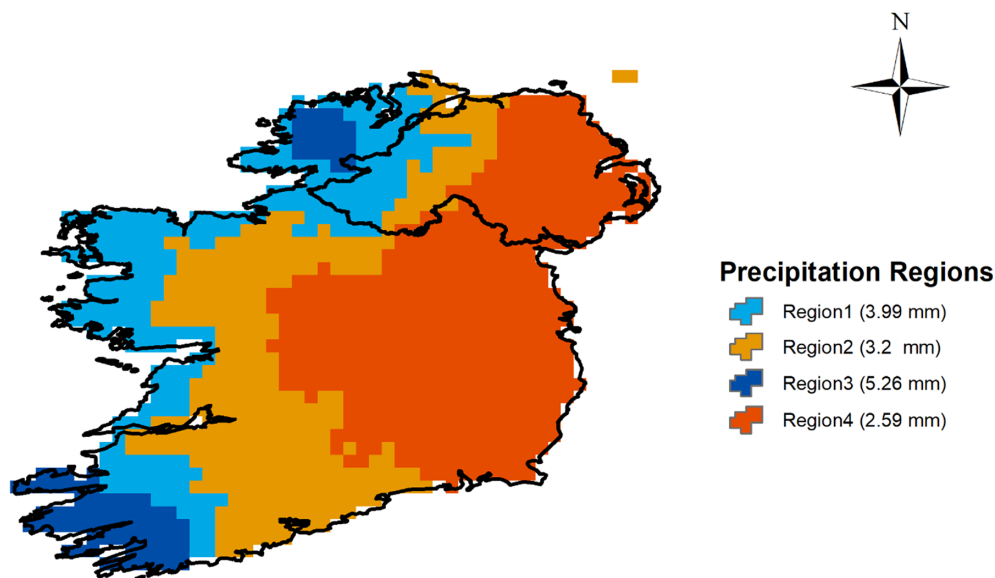 N
Precipitation Regions
Region1 (3.99 mm)
Region2 (3.2  mm)
Region3 (5.26 mm)
Region4 (2.59 mm)